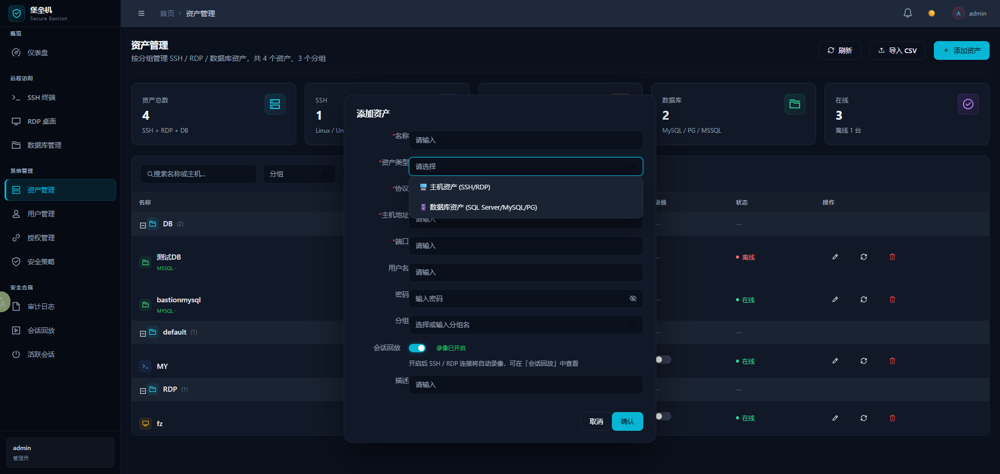 堡垒机
Secure Bastion
首页 › 资产管理
A admin
概览
仪表盘
远程访问
SSH 终端
RDP 桌面
数据库管理
系统管理
资产管理
用户管理
授权管理
安全策略
安全合规
审计日志
会话回放
活跃会话
admin
管理员
资产管理
按分组管理 SSH / RDP / 数据库资产，共 4 个资产、3 个分组
刷新
导入 CSV
+ 添加资产
资产总数
4
SSH + RDP + DB
SSH
1
Linux / Un
数据库
2
MySQL / PG / MSSQL
在线
3
离线 1 台
搜索名称或主机...
分组
名称
录像
状态
操作
DB (2)
—
—
测试DB
MSSQL ·
—
离线
bastionmysql
MYSQL ·
—
在线
default (1)
—
—
MY
在线
RDP (1)
—
—
fz
在线
添加资产
*名称
请输入
*资产类型
请选择
主机资产 (SSH/RDP)
数据库资产 (SQL Server/MySQL/PG)
*协议
*主机地址
请输入
*端口
请输入
用户名
请输入
密码
输入密码
分组
选择或输入分组名
会话回放
录像已开启
开启后 SSH / RDP 连接将自动录像，可在「会话回放」中查看
描述
请输入
取消
确认